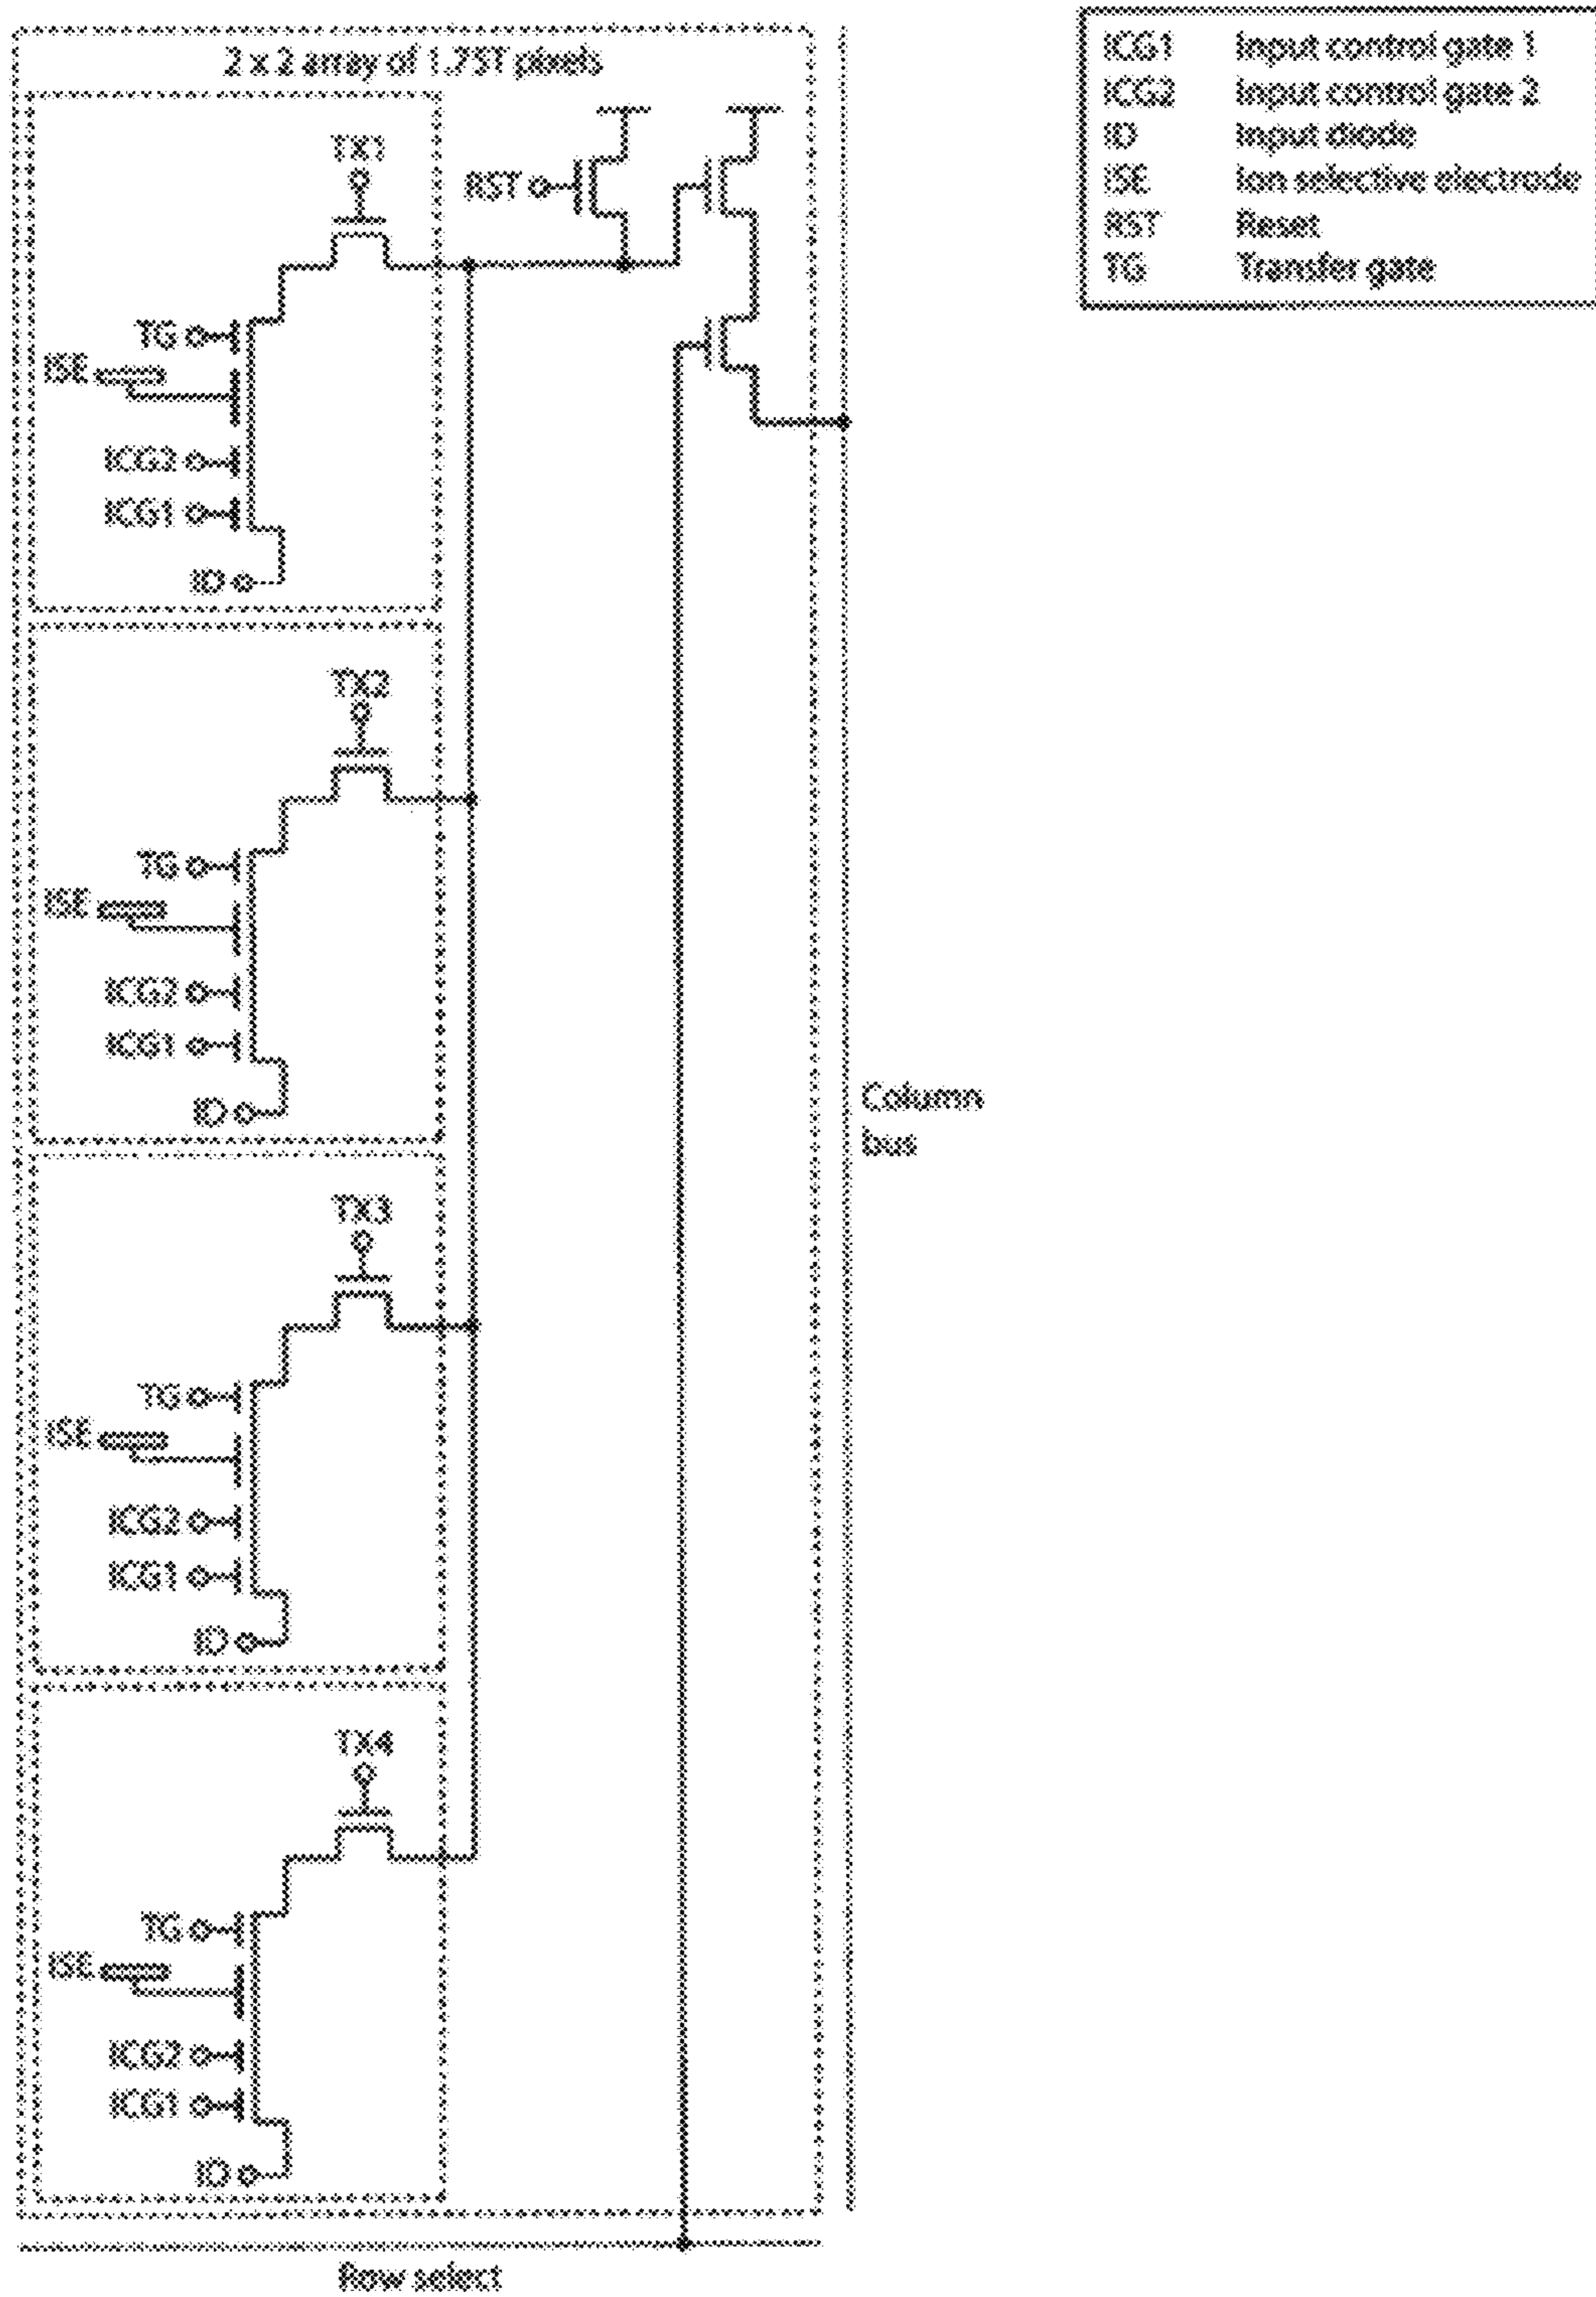 2 x 2 array of 1.75T pixels
TX1
RST
TG
ISE
ICG2
ICG1
ID
TX2
TG
ISE
ICG2
ICG1
ID
TX3
TG
ISE
ICG2
ICG1
ID
TX4
TG
ISE
ICG2
ICG1
ID
Column
bus
Row select
ICG1 Input control gate 1
ICG2 Input control gate 2
ID Input diode
ISE Ion selective electrode
RST Reset
TG Transfer gate